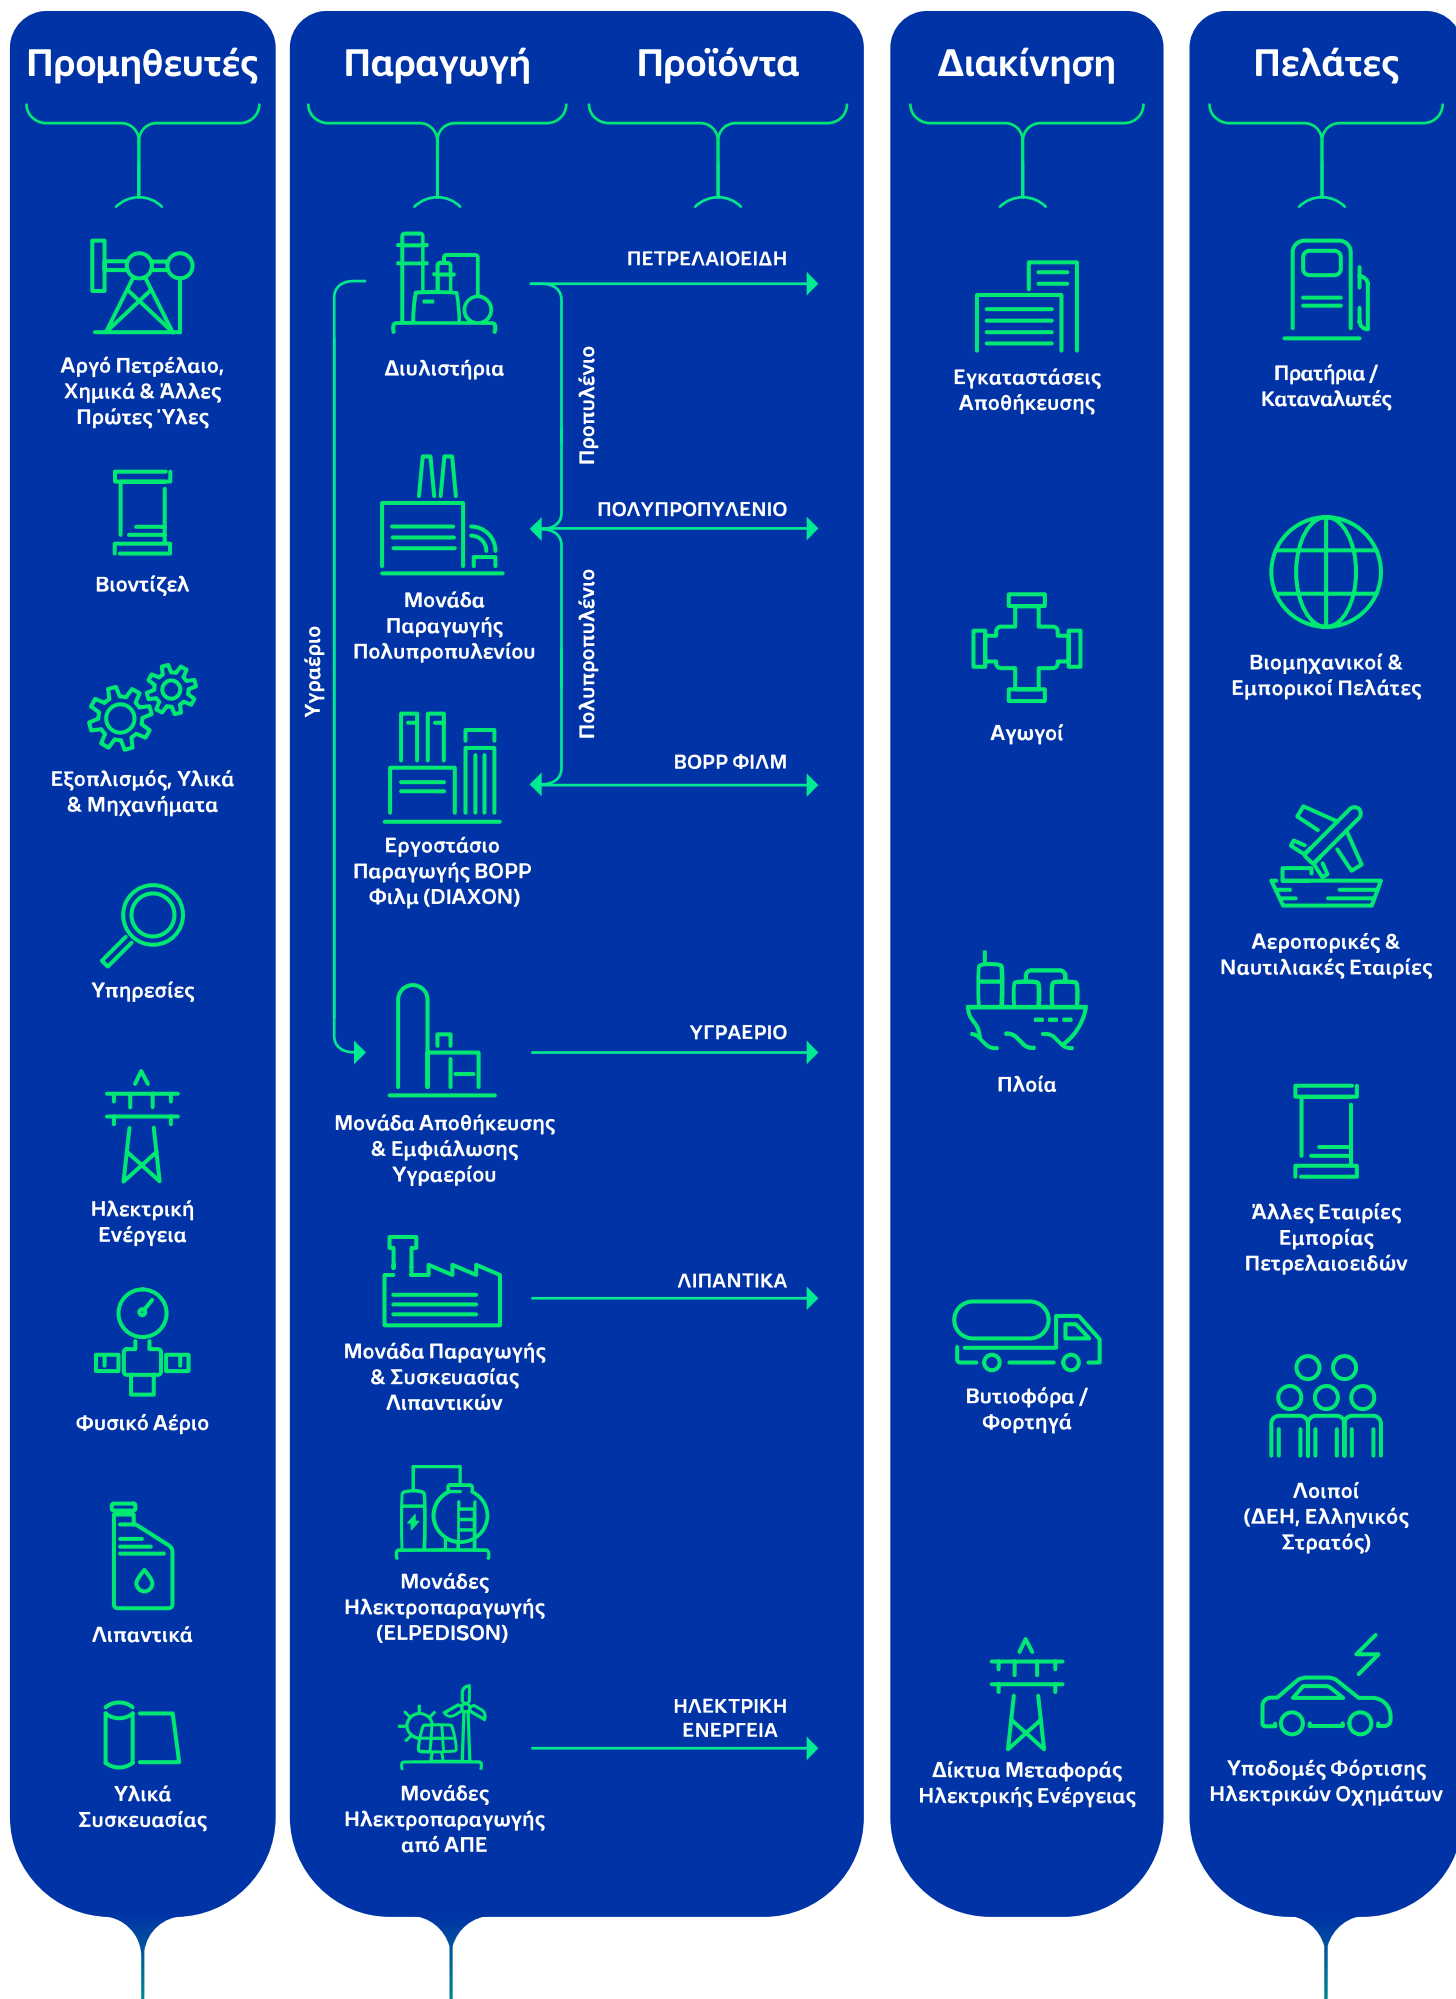 Προμηθευτές
Αργό Πετρέλαιο,
Χημικά & Άλλες
Πρώτες Ύλες
Βιοντίζελ
Εξοπλισμός, Υλικά
& Μηχανήματα
Υπηρεσίες
Ηλεκτρική
Ενέργεια
Φυσικό Αέριο
Λιπαντικά
Υλικά
Συσκευασίας
Παραγωγή
Προϊόντα
Διυλιστήρια
ΠΕΤΡΕΛΑΙΟΕΙΔΗ
Προπυλένιο
Μονάδα
Παραγωγής
Πολυπροπυλενίου
ΠΟΛΥΠΡΟΠΥΛΕΝΙΟ
Πολυπροπυλένιο
Υγραέριο
Εργοστάσιο
Παραγωγής BOPP
Φιλμ (DIAXON)
BOPP ΦΙΛΜ
Μονάδα Αποθήκευσης
& Εμφιάλωσης
Υγραερίου
ΥΓΡΑΕΡΙΟ
Μονάδα Παραγωγής
& Συσκευασίας
Λιπαντικών
ΛΙΠΑΝΤΙΚΑ
Μονάδες
Ηλεκτροπαραγωγής
(ELPEDISON)
Μονάδες
Ηλεκτροπαραγωγής
από ΑΠΕ
ΗΛΕΚΤΡΙΚΗ
ΕΝΕΡΓΕΙΑ
Διακίνηση
Εγκαταστάσεις
Αποθήκευσης
Αγωγοί
Πλοία
Βυτιοφόρα /
Φορτηγά
Δίκτυα Μεταφοράς
Ηλεκτρικής Ενέργειας
Πελάτες
Πρατήρια /
Καταναλωτές
Βιομηχανικοί &
Εμπορικοί Πελάτες
Αεροπορικές &
Ναυτιλιακές Εταιρίες
Άλλες Εταιρίες
Εμπορίας
Πετρελαιοειδών
Λοιποί
(ΔΕΗ, Ελληνικός
Στρατός)
Υποδομές Φόρτισης
Ηλεκτρικών Οχημάτων